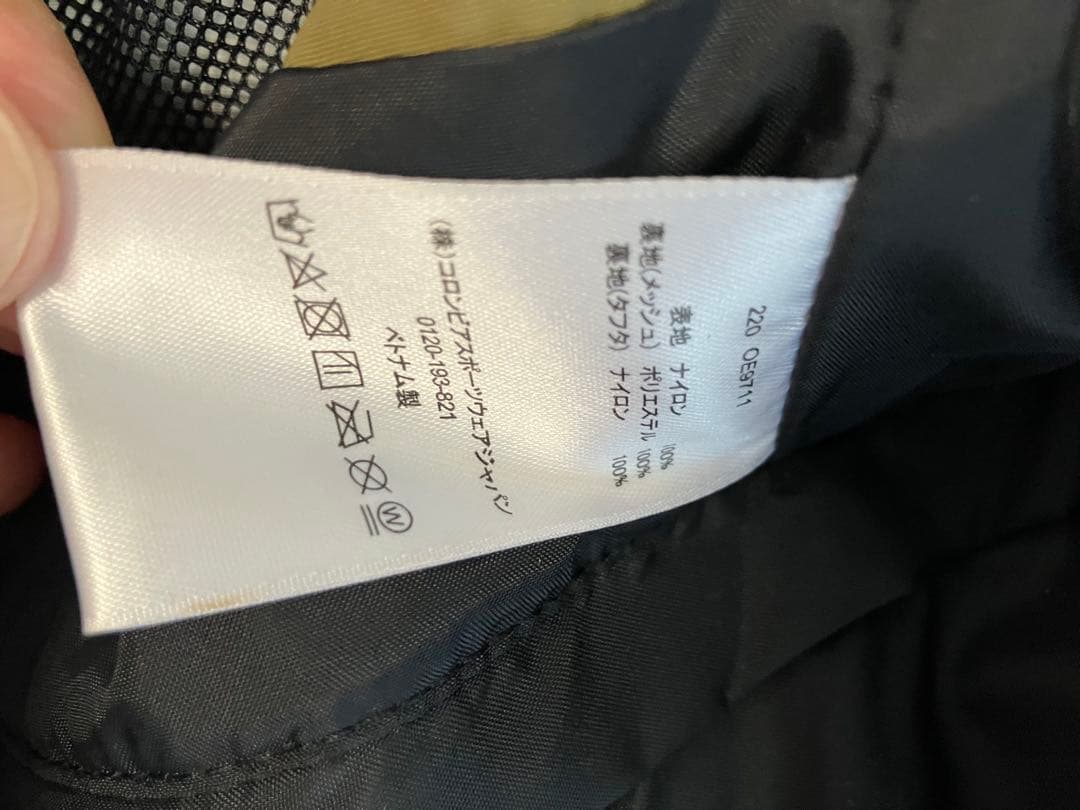 220 OE9711
表地 ナイロン 100%
裏地(メッシュ) ポリエステル 100%
裏地(タフタ) ナイロン 100%
(株)コロンビアスポーツウェアジャパン
0120-193-821
ベトナム製
W